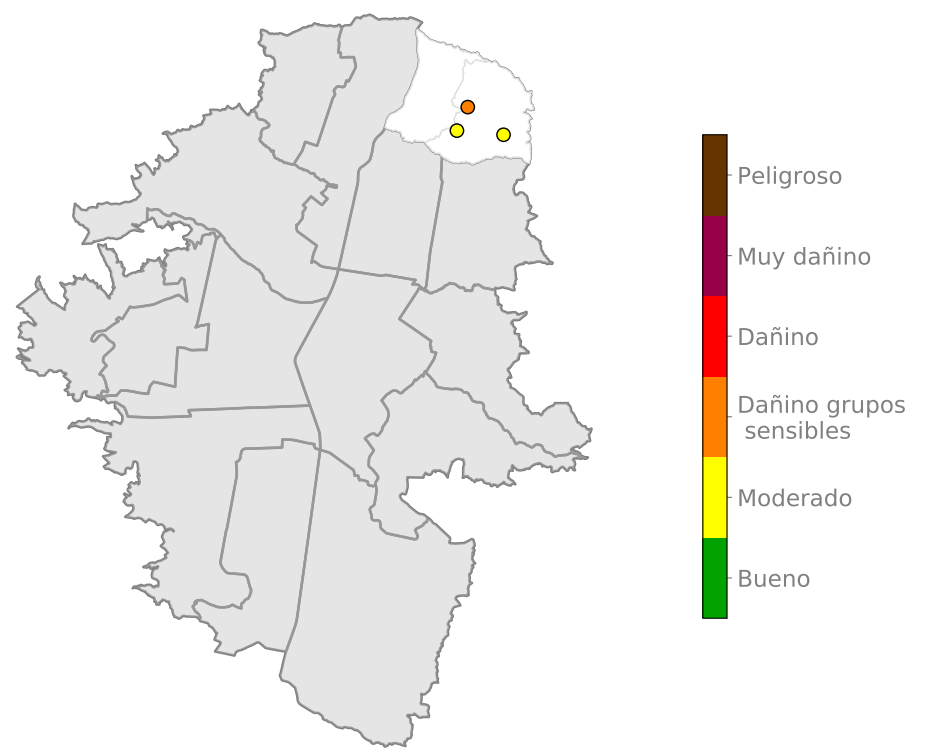 Peligroso
Muy dañino
Dañino
Dañino grupos
sensibles
Moderado
Bueno